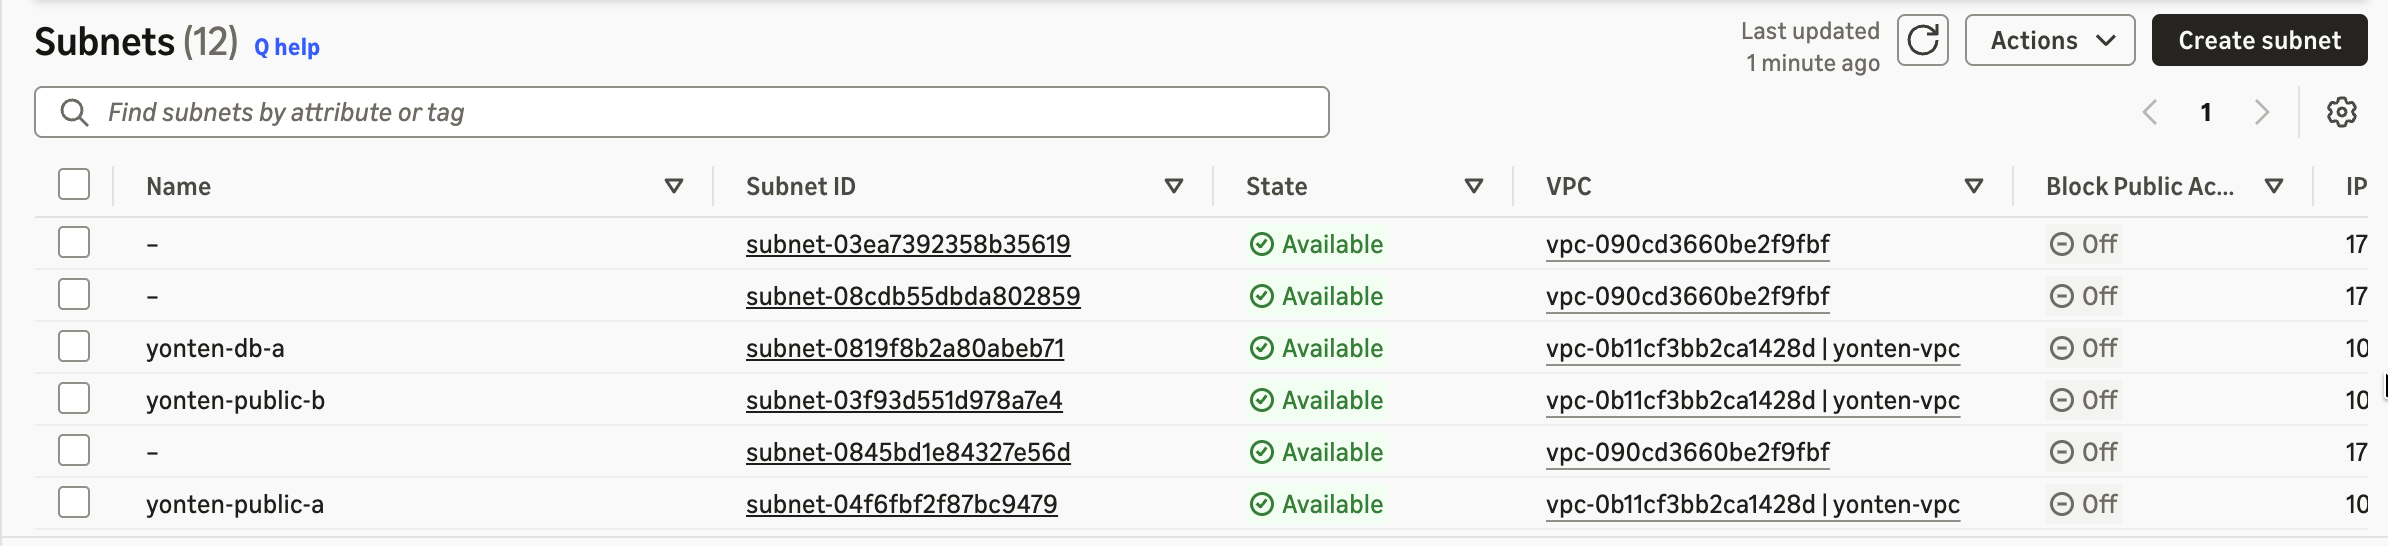 Subnets (12) Q help
Last updated
1 minute ago
Actions
Create subnet
Find subnets by attribute or tag
1
Name Subnet ID State VPC Block Public Ac... IP
– subnet-03ea7392358b35619 Available vpc-090cd3660be2f9fbf Off 17
– subnet-08cdb55dbda802859 Available vpc-090cd3660be2f9fbf Off 17
yonten-db-a subnet-0819f8b2a80abeb71 Available vpc-0b11cf3bb2ca1428d | yonten-vpc Off 10
yonten-public-b subnet-03f93d551d978a7e4 Available vpc-0b11cf3bb2ca1428d | yonten-vpc Off 10
– subnet-0845bd1e84327e56d Available vpc-090cd3660be2f9fbf Off 17
yonten-public-a subnet-04f6fbf2f87bc9479 Available vpc-0b11cf3bb2ca1428d | yonten-vpc Off 10